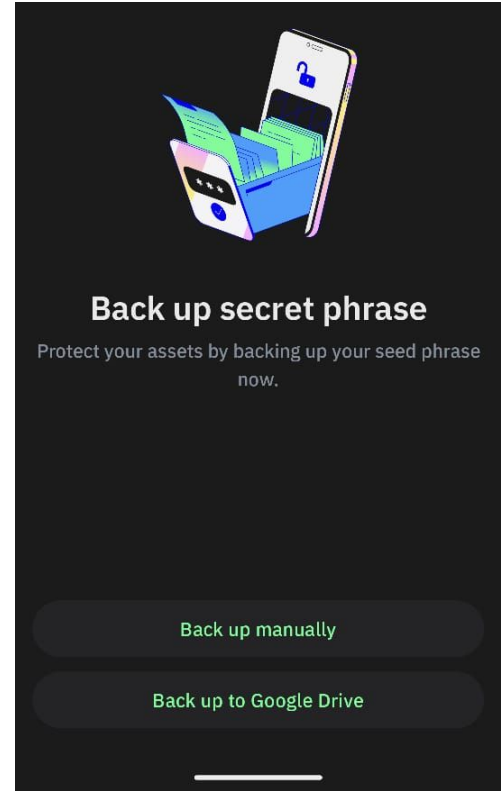 * * *
Back up secret phrase
Protect your assets by backing up your seed phrase
now.
Back up manually
Back up to Google Drive